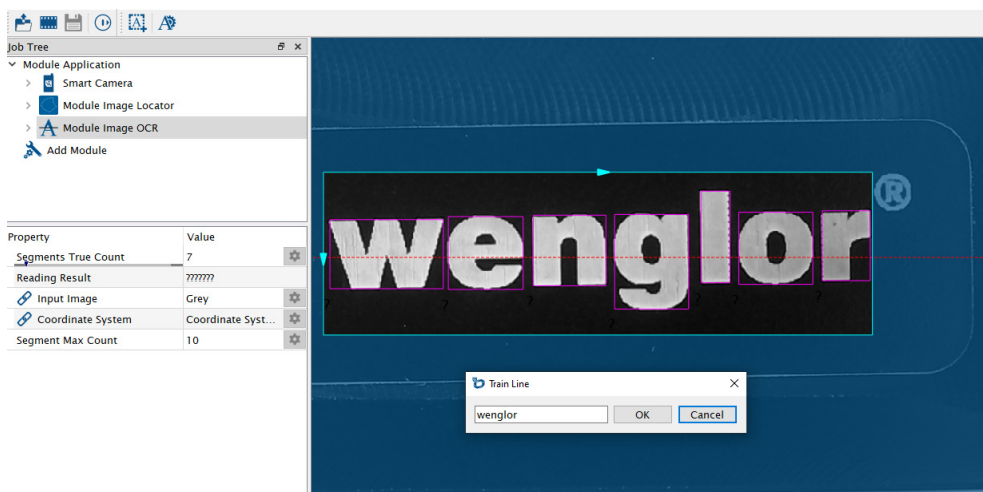 Job Tree
Module Application
Smart Camera
Module Image Locator
Module Image OCR
Add Module
Property Value
Segments True Count 7
Reading Result ???????
Input Image Grey
Coordinate System Coordinate Syst...
Segment Max Count 10
wenglor ®
? ? ? ? ? ? ?
Train Line
wenglor OK Cancel